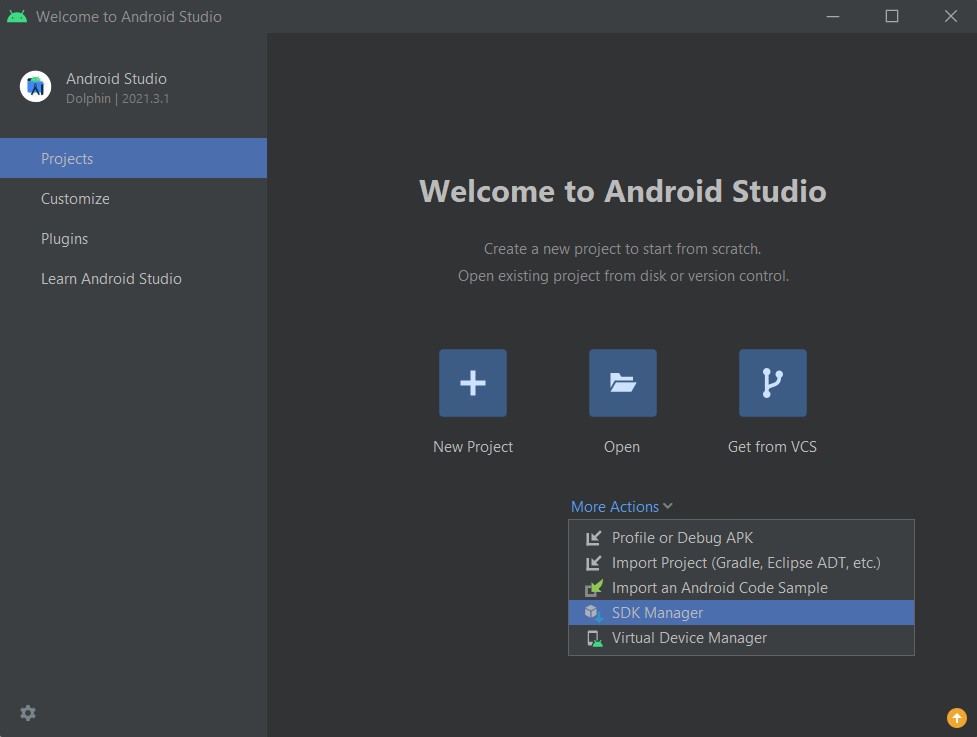 Welcome to Android Studio
Android Studio
Dolphin | 2021.3.1
Projects
Customize
Plugins
Learn Android Studio
Welcome to Android Studio
Create a new project to start from scratch.
Open existing project from disk or version control.
New Project
Open
Get from VCS
More Actions
Profile or Debug APK
Import Project (Gradle, Eclipse ADT, etc.)
Import an Android Code Sample
SDK Manager
Virtual Device Manager